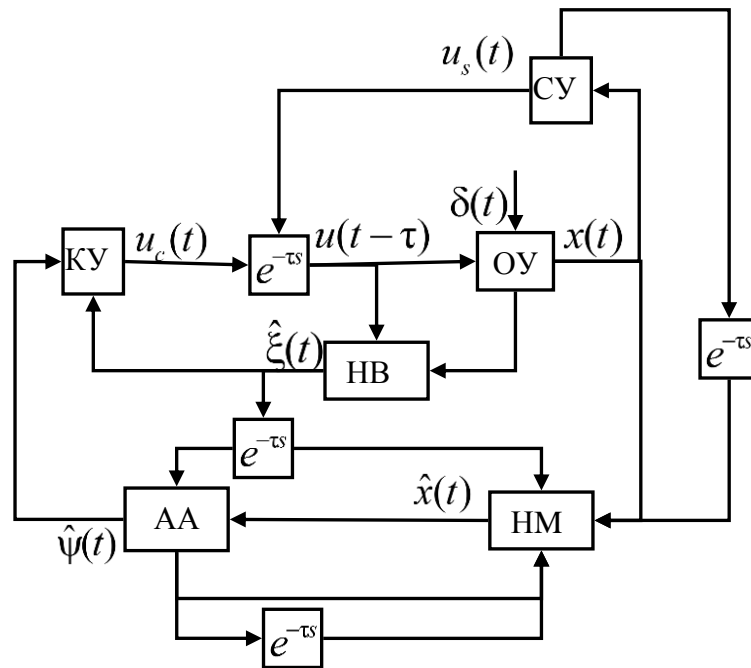 u_s(t)
СУ
δ(t)
КУ
u_c(t)
e^{-τs}
u(t − τ)
ОУ
x(t)
ξ̂(t)
НВ
e^{-τs}
e^{-τs}
АА
x̂(t)
НМ
ψ̂(t)
e^{-τs}